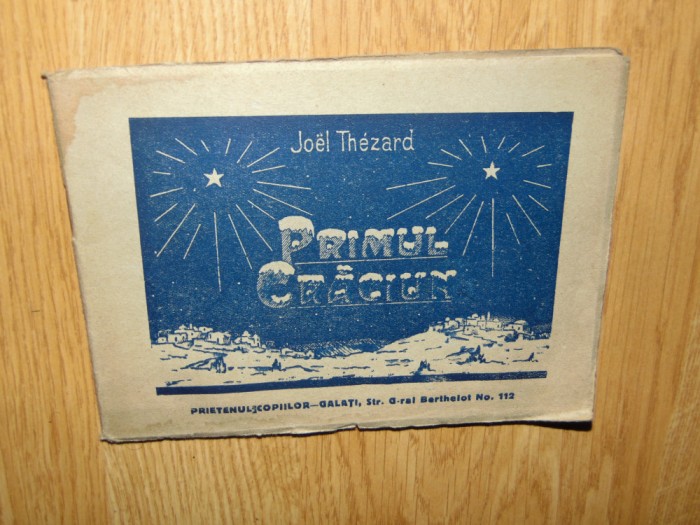 Joël Thézard
PRIMUL
CRĂCIUN
PRIETENUL COPIILOR—GALAȚI, Str. G-ral Berthelot No. 112